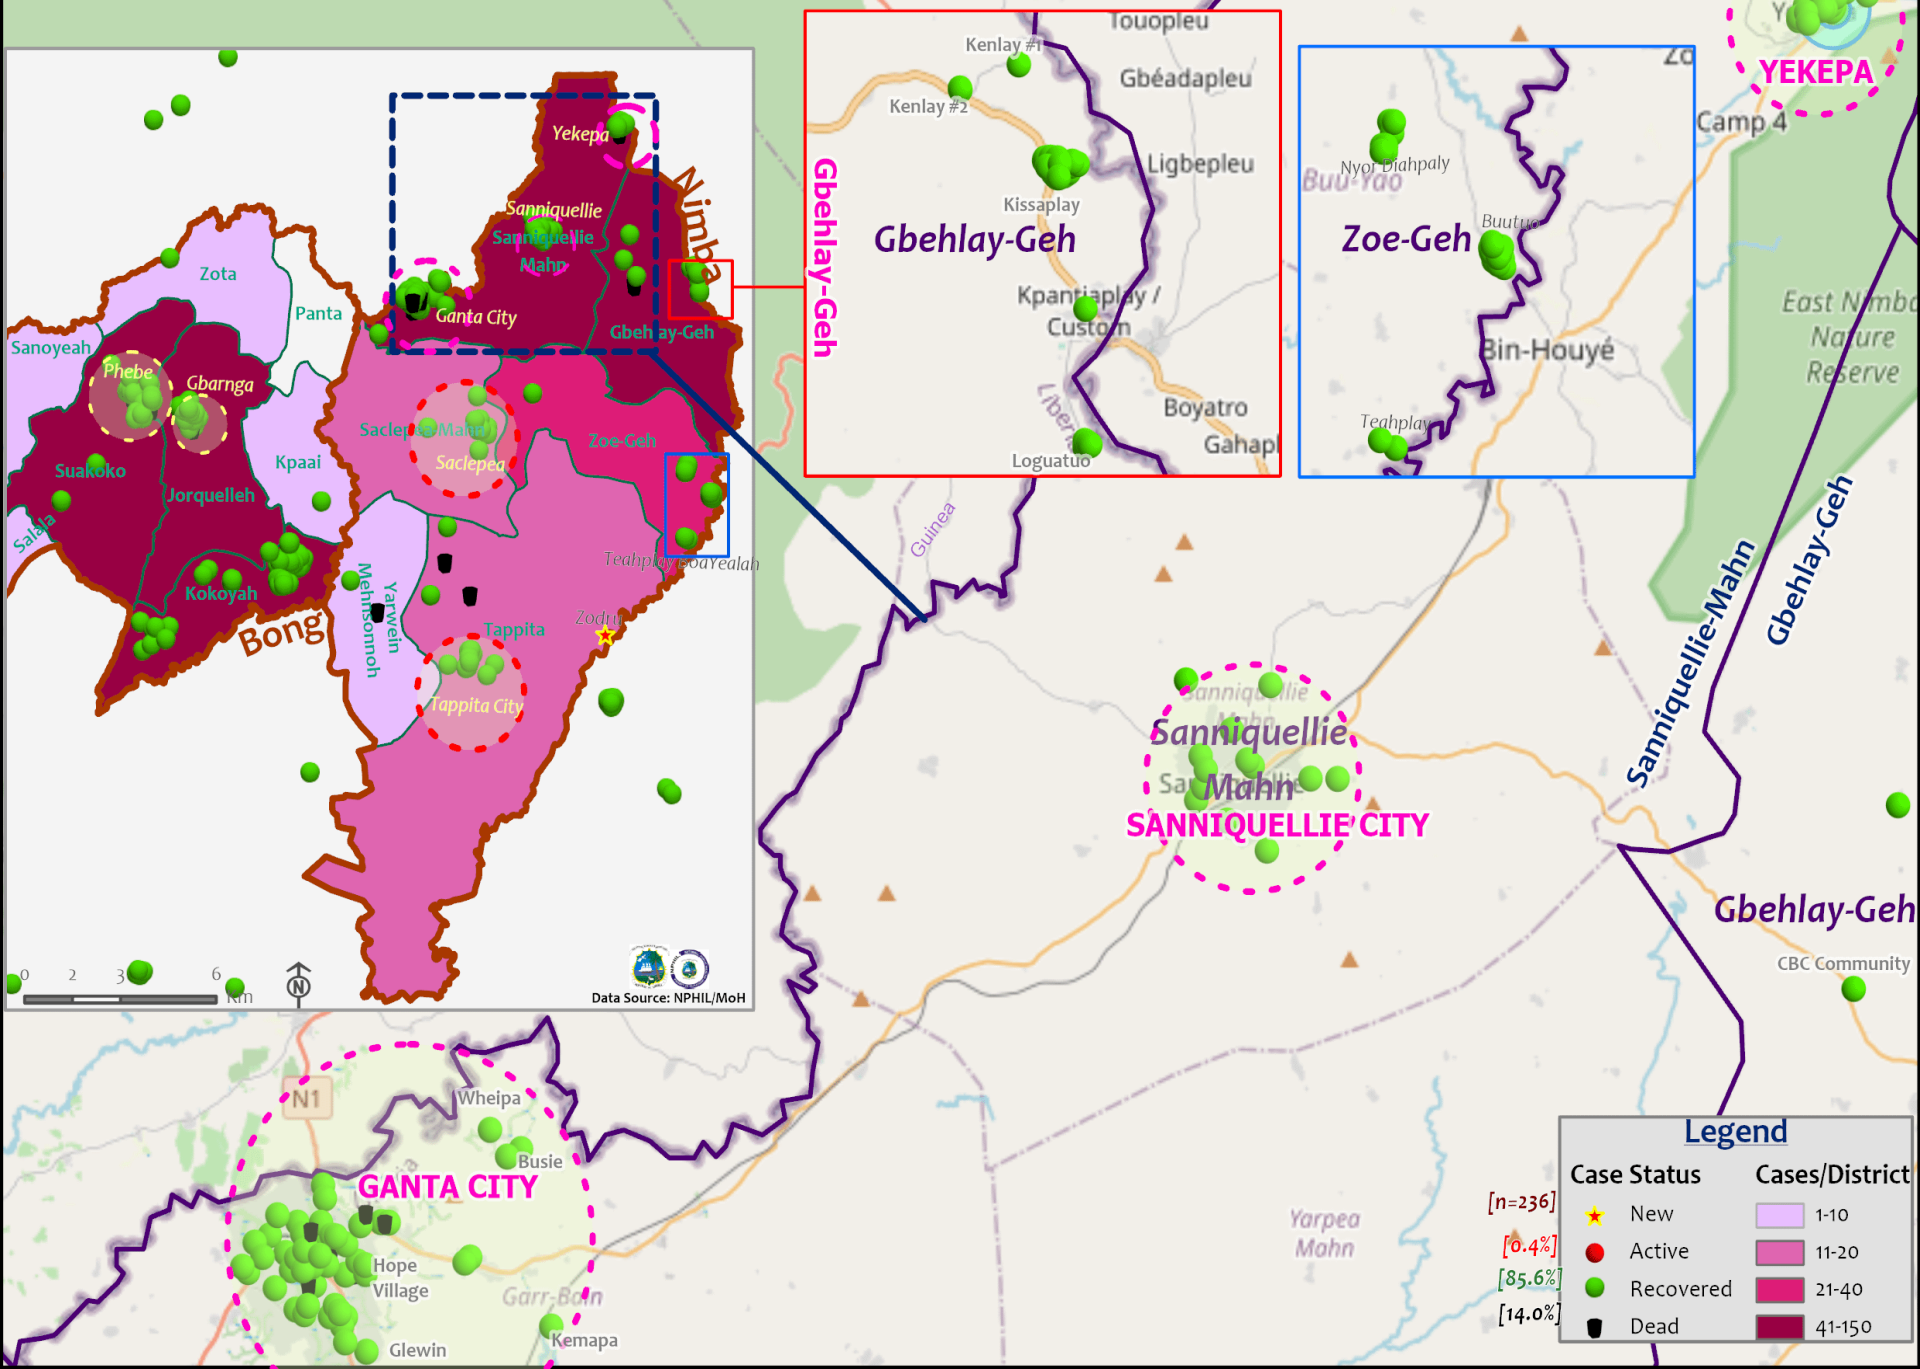 Yekepa
Sanniquellie
Sanniquellie
Mahn
Nimba
Zota
Panta
Ganta City
Gbehlay-Geh
Sanoyeah
Phebe
Gbarnga
Saclepea Mahn
Saclepea
Zoe-Geh
Suakoko
Jorquelleh
Kpaai
Salala
Kokoyah
Bong
Yarwein
Mehnsonnoh
Teahplay BoaYealah
Zodru
Tappita
Tappita City
0 2 3 6
Km
N
Data Source: NPHIL/MoH
Gbehlay-Geh
Touopleu
Kenlay #1
Gbéadapleu
Kenlay #2
Ligbepleu
Kissaplay
Gbehlay-Geh
Kpantiaplay /
Custom
Boyatro
Gahapl
Loguatuo
Nyor Diahpaly
Buu-Yao
Zoe-Geh
Buutuo
Bin-Houyé
Teahplay
YEKEPA
Camp 4
East Nimba
Nature
Reserve
Guinea
Sanniquellie-Mahn
Gbehlay-Geh
Sanniquellie
Mahn
Sanniquellie
Mahn
SANNIQUELLIE CITY
Gbehlay-Geh
CBC Community
N1
Wheipa
Busie
GANTA CITY
Hope
Village
Garr-Bain
Kemapa
Glewin
Yarpea
Mahn
Legend
Case Status Cases/District
[n=236] New 1-10
[0.4%] Active 11-20
[85.6%] Recovered 21-40
[14.0%] Dead 41-150